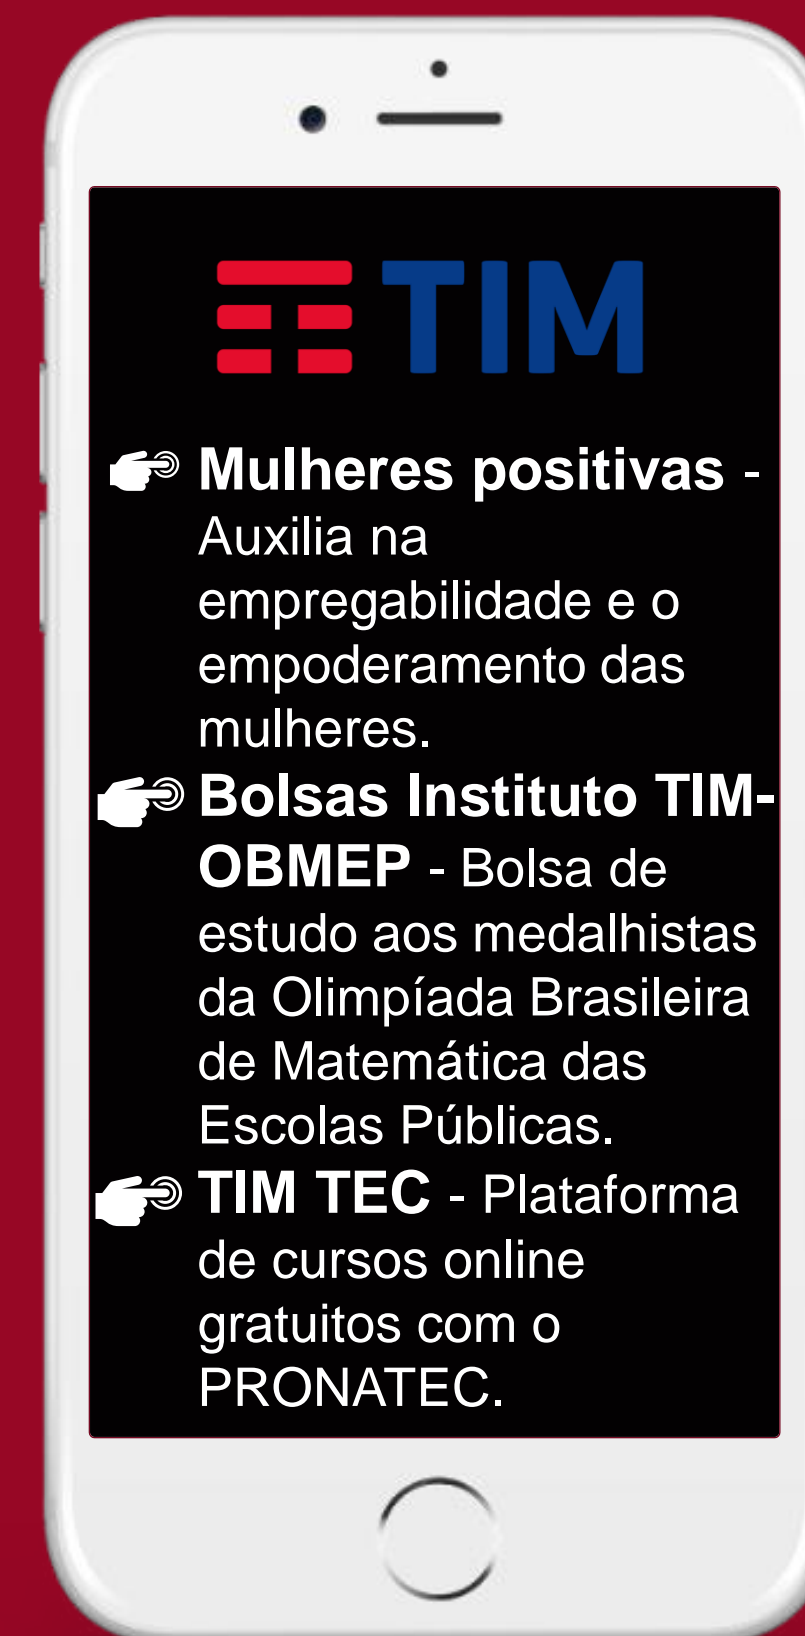 TIM
Mulheres positivas -
Auxilia na
empregabilidade e o
empoderamento das
mulheres.
Bolsas Instituto TIM-
OBMEP - Bolsa de
estudo aos medalhistas
da Olimpíada Brasileira
de Matemática das
Escolas Públicas.
TIM TEC - Plataforma
de cursos online
gratuitos com o
PRONATEC.